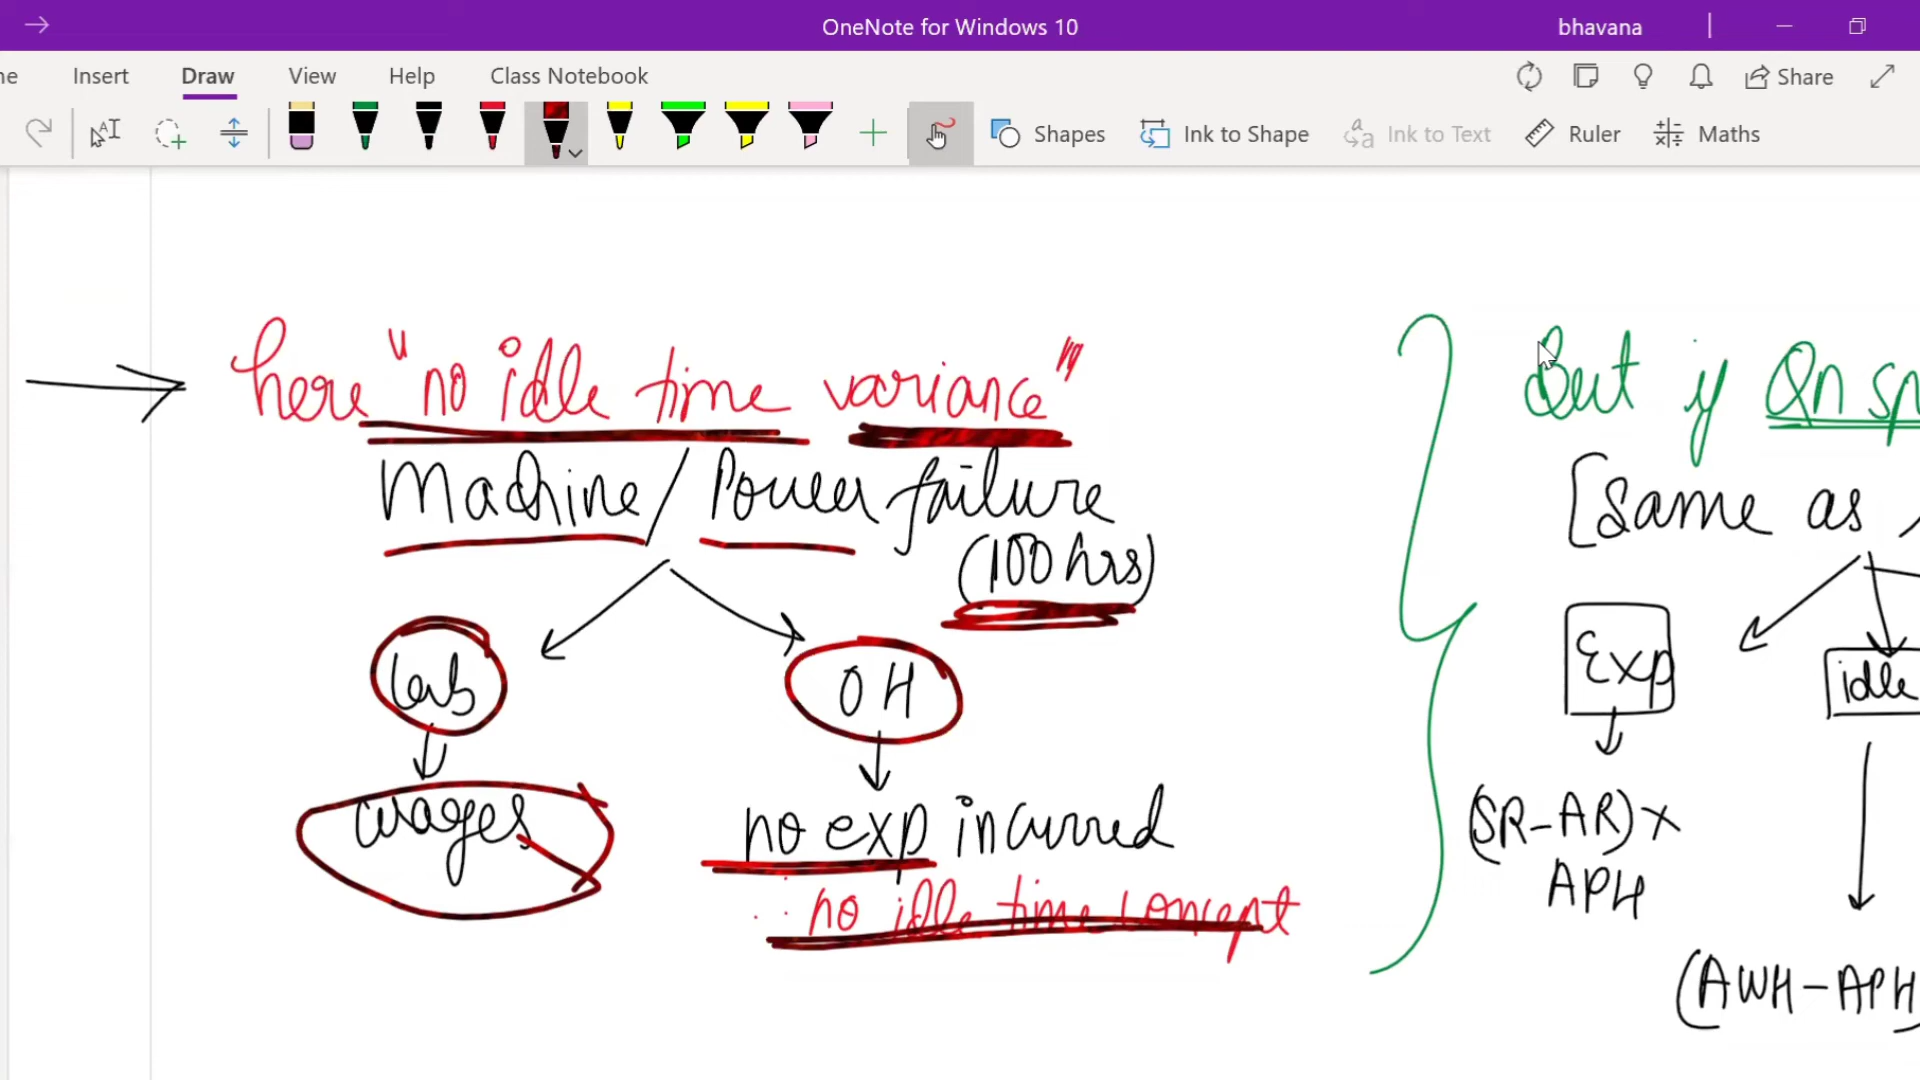 OneNote for Windows 10
bhavana
Insert Draw View Help Class Notebook
Share
Shapes Ink to Shape Ink to Text Ruler Maths
here "no idle time variance"
Machine / Power failure
(100 hrs)
lab
OH
wages
no exp incurred
∴ no idle time concept
But if Qn
[Same as
Exp
idle
(SR-AR) x
APH
(AWH-APH